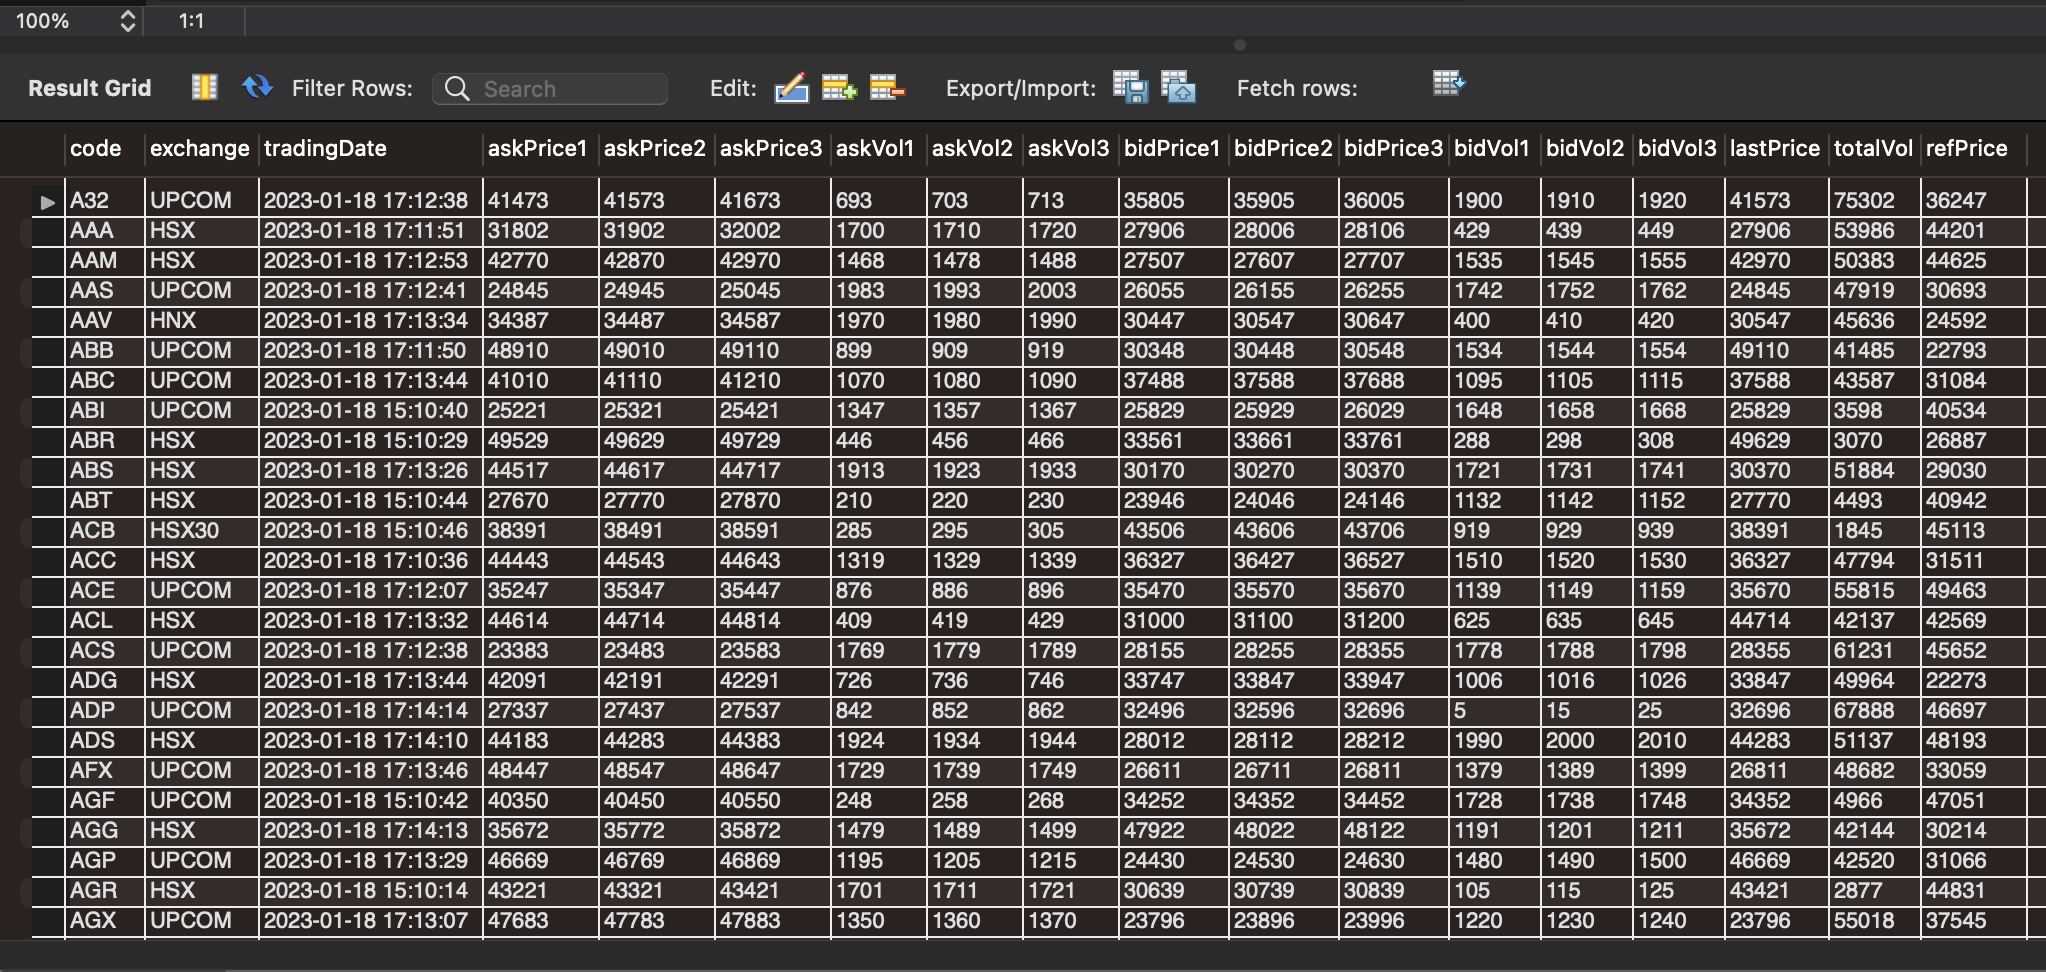 100% 1:1
Result Grid Filter Rows: Search Edit: Export/Import: Fetch rows:
code exchange tradingDate askPrice1 askPrice2 askPrice3 askVol1 askVol2 askVol3 bidPrice1 bidPrice2 bidPrice3 bidVol1 bidVol2 bidVol3 lastPrice totalVol refPrice
A32 UPCOM 2023-01-18 17:12:38 41473 41573 41673 693 703 713 35805 35905 36005 1900 1910 1920 41573 75302 36247
AAA HSX 2023-01-18 17:11:51 31802 31902 32002 1700 1710 1720 27906 28006 28106 429 439 449 27906 53986 44201
AAM HSX 2023-01-18 17:12:53 42770 42870 42970 1468 1478 1488 27507 27607 27707 1535 1545 1555 42970 50383 44625
AAS UPCOM 2023-01-18 17:12:41 24845 24945 25045 1983 1993 2003 26055 26155 26255 1742 1752 1762 24845 47919 30693
AAV HNX 2023-01-18 17:13:34 34387 34487 34587 1970 1980 1990 30447 30547 30647 400 410 420 30547 45636 24592
ABB UPCOM 2023-01-18 17:11:50 48910 49010 49110 899 909 919 30348 30448 30548 1534 1544 1554 49110 41485 22793
ABC UPCOM 2023-01-18 17:13:44 41010 41110 41210 1070 1080 1090 37488 37588 37688 1095 1105 1115 37588 43587 31084
ABI UPCOM 2023-01-18 15:10:40 25221 25321 25421 1347 1357 1367 25829 25929 26029 1648 1658 1668 25829 3598 40534
ABR HSX 2023-01-18 15:10:29 49529 49629 49729 446 456 466 33561 33661 33761 288 298 308 49629 3070 26887
ABS HSX 2023-01-18 17:13:26 44517 44617 44717 1913 1923 1933 30170 30270 30370 1721 1731 1741 30370 51884 29030
ABT HSX 2023-01-18 15:10:44 27670 27770 27870 210 220 230 23946 24046 24146 1132 1142 1152 27770 4493 40942
ACB HSX30 2023-01-18 15:10:46 38391 38491 38591 285 295 305 43506 43606 43706 919 929 939 38391 1845 45113
ACC HSX 2023-01-18 17:10:36 44443 44543 44643 1319 1329 1339 36327 36427 36527 1510 1520 1530 36327 47794 31511
ACE UPCOM 2023-01-18 17:12:07 35247 35347 35447 876 886 896 35470 35570 35670 1139 1149 1159 35670 55815 49463
ACL HSX 2023-01-18 17:13:32 44614 44714 44814 409 419 429 31000 31100 31200 625 635 645 44714 42137 42569
ACS UPCOM 2023-01-18 17:12:38 23383 23483 23583 1769 1779 1789 28155 28255 28355 1778 1788 1798 28355 61231 45652
ADG HSX 2023-01-18 17:13:44 42091 42191 42291 726 736 746 33747 33847 33947 1006 1016 1026 33847 49964 22273
ADP UPCOM 2023-01-18 17:14:14 27337 27437 27537 842 852 862 32496 32596 32696 5 15 25 32696 67888 46697
ADS HSX 2023-01-18 17:14:10 44183 44283 44383 1924 1934 1944 28012 28112 28212 1990 2000 2010 44283 51137 48193
AFX UPCOM 2023-01-18 17:13:46 48447 48547 48647 1729 1739 1749 26611 26711 26811 1379 1389 1399 26811 48682 33059
AGF UPCOM 2023-01-18 15:10:42 40350 40450 40550 248 258 268 34252 34352 34452 1728 1738 1748 34352 4966 47051
AGG HSX 2023-01-18 17:14:13 35672 35772 35872 1479 1489 1499 47922 48022 48122 1191 1201 1211 35672 42144 30214
AGP UPCOM 2023-01-18 17:13:29 46669 46769 46869 1195 1205 1215 24430 24530 24630 1480 1490 1500 46669 42520 31066
AGR HSX 2023-01-18 15:10:14 43221 43321 43421 1701 1711 1721 30639 30739 30839 105 115 125 43421 2877 44831
AGX UPCOM 2023-01-18 17:13:07 47683 47783 47883 1350 1360 1370 23796 23896 23996 1220 1230 1240 23796 55018 37545